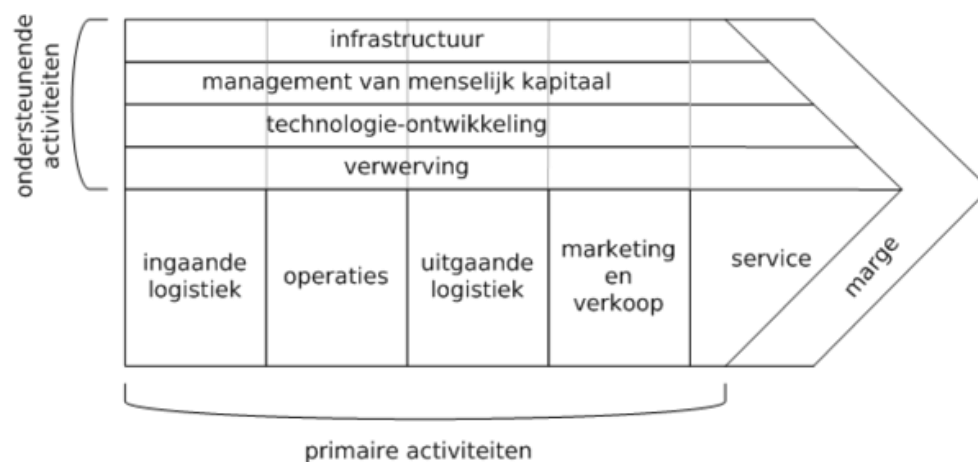 ondersteunende
activiteiten
infrastructuur
management van menselijk kapitaal
technologie-ontwikkeling
verwerving
ingaande
logistiek
operaties
uitgaande
logistiek
marketing
en
verkoop
service
marge
primaire activiteiten